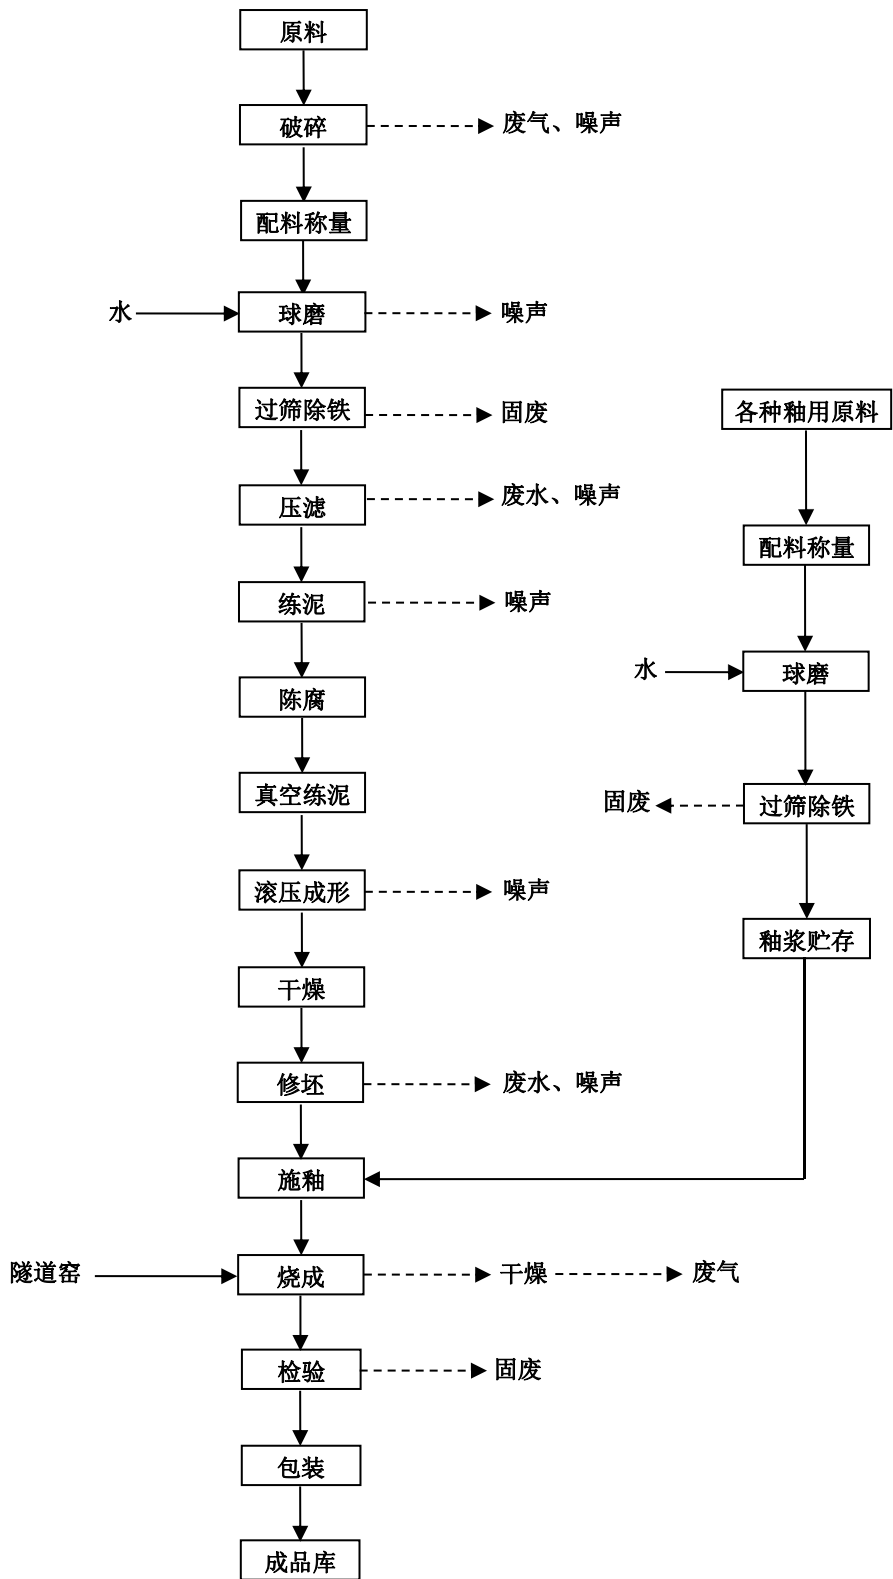 原料
破碎
废气、噪声
配料称量
水
球磨
噪声
过筛除铁
固废
各种釉用原料
压滤
废水、噪声
配料称量
练泥
噪声
水
球磨
陈腐
真空练泥
固废
过筛除铁
滚压成形
噪声
釉浆贮存
干燥
修坯
废水、噪声
施釉
隧道窑
烧成
干燥
废气
检验
固废
包装
成品库